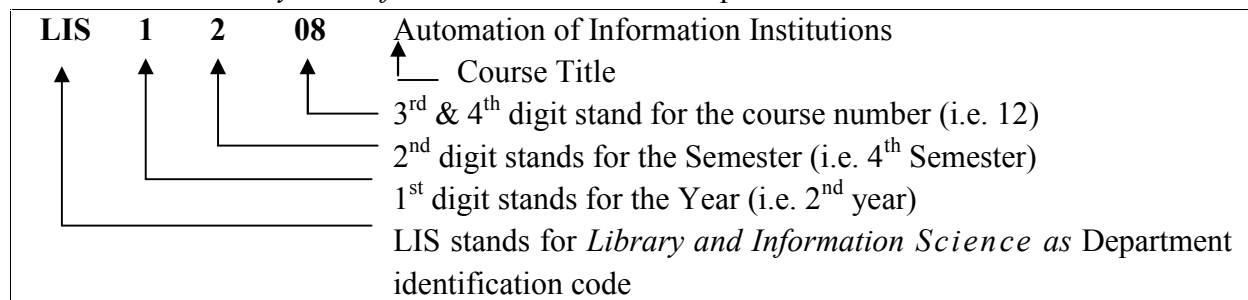 LIS 1 2 08 Automation of Information Institutions
Course Title
3rd & 4th digit stand for the course number (i.e. 12)
2nd digit stands for the Semester (i.e. 4th Semester)
1st digit stands for the Year (i.e. 2nd year)
LIS stands for Library and Information Science as Department
identification code